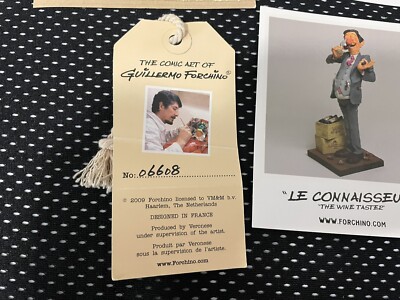 THE COMIC ART OF
GUILLERMO FORCHINO®
No: 06608
© 2009 Forchino licensed to VM&M b.v.
Haarlem, The Netherlands
DESIGNED IN FRANCE
Produced by Veronese
under supervision of the artist.
Produit par Veronese
sous la supervision de l'artiste.
www.Forchino.com
"LE CONNAISSEU
"THE WINE TASTER"
WWW.FORCHINO.COM